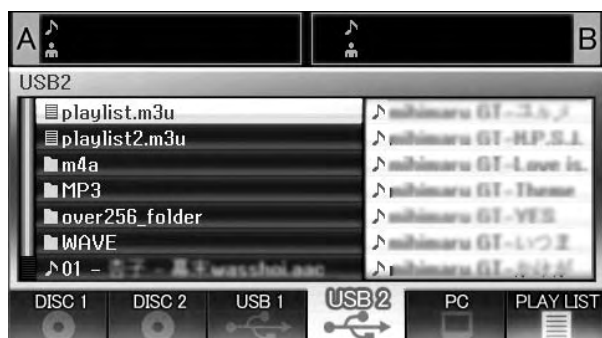 A
B
USB2
playlist.m3u
playlist2.m3u
m4a
MP3
over256_folder
WAVE
01 -
mihimaru GT-
mihimaru GT-H.P.S.J.
mihimaru GT-Love is.
mihimaru GT-Theme
mihimaru GT-YES
mihimaru GT-
mihimaru GT-
DISC 1
DISC 2
USB 1
USB 2
PC
PLAY LIST